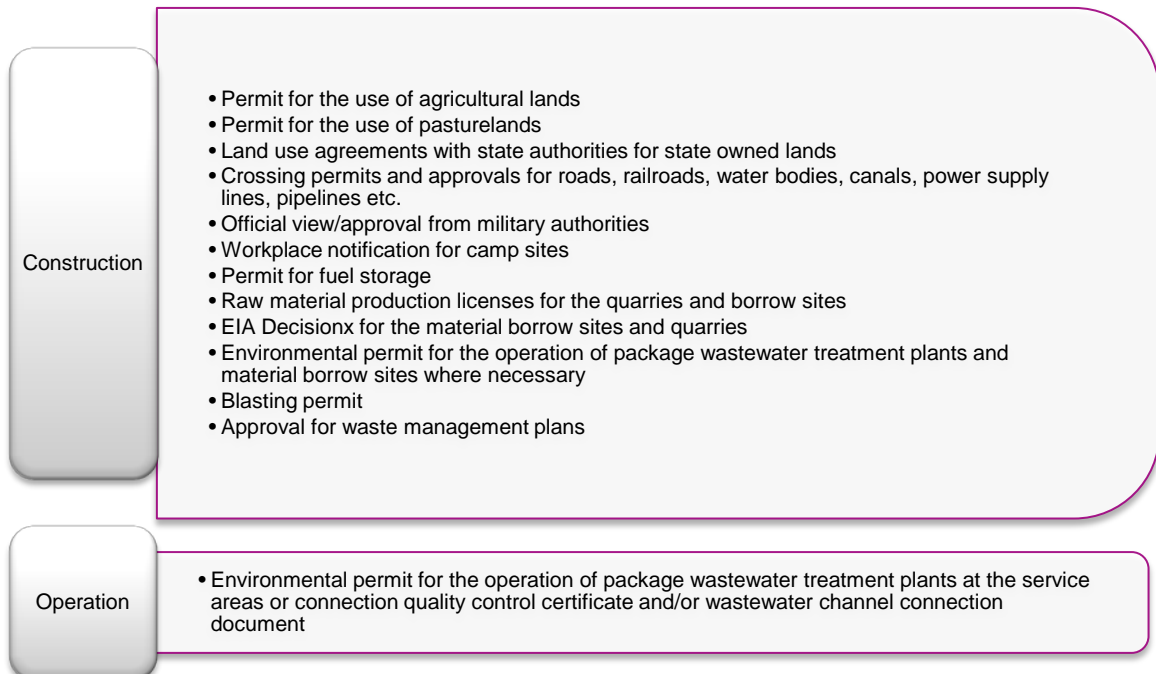 Construction
• Permit for the use of agricultural lands
• Permit for the use of pasturelands
• Land use agreements with state authorities for state owned lands
• Crossing permits and approvals for roads, railroads, water bodies, canals, power supply
lines, pipelines etc.
• Official view/approval from military authorities
• Workplace notification for camp sites
• Permit for fuel storage
• Raw material production licenses for the quarries and borrow sites
• EIA Decisionx for the material borrow sites and quarries
• Environmental permit for the operation of package wastewater treatment plants and
material borrow sites where necessary
• Blasting permit
• Approval for waste management plans
Operation
• Environmental permit for the operation of package wastewater treatment plants at the service
areas or connection quality control certificate and/or wastewater channel connection
document